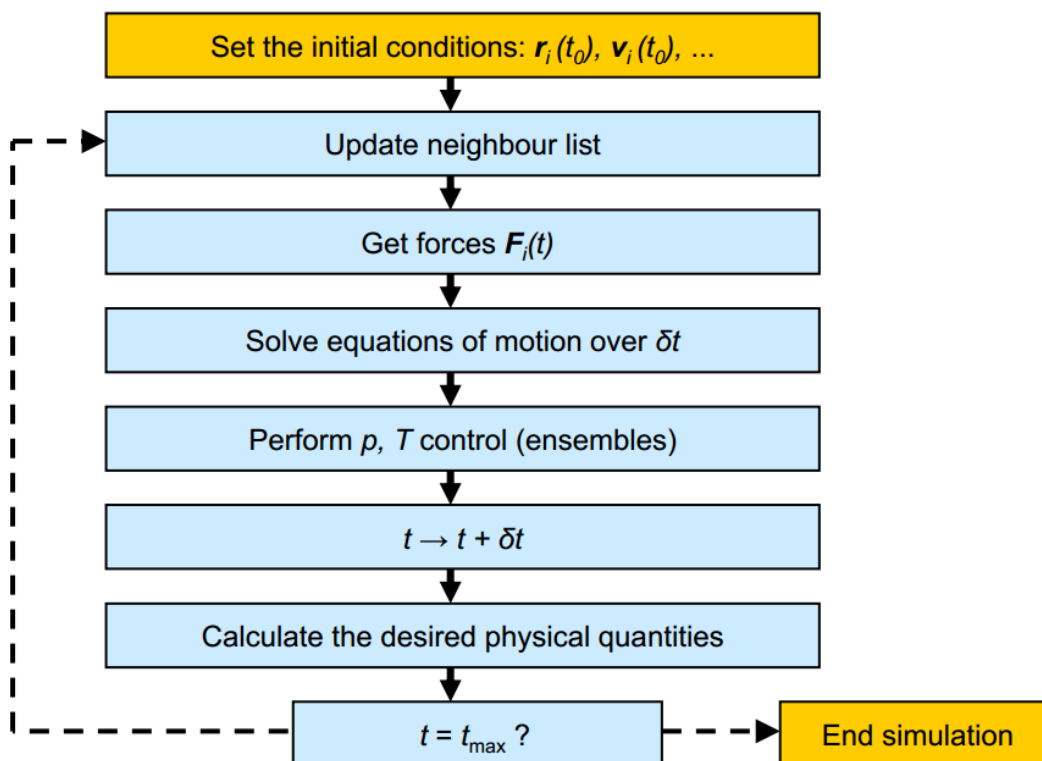 Set the initial conditions: rᵢ (t₀), vᵢ (t₀), ...
Update neighbour list
Get forces Fᵢ(t)
Solve equations of motion over δt
Perform p, T control (ensembles)
t → t + δt
Calculate the desired physical quantities
t = tmax ?
End simulation